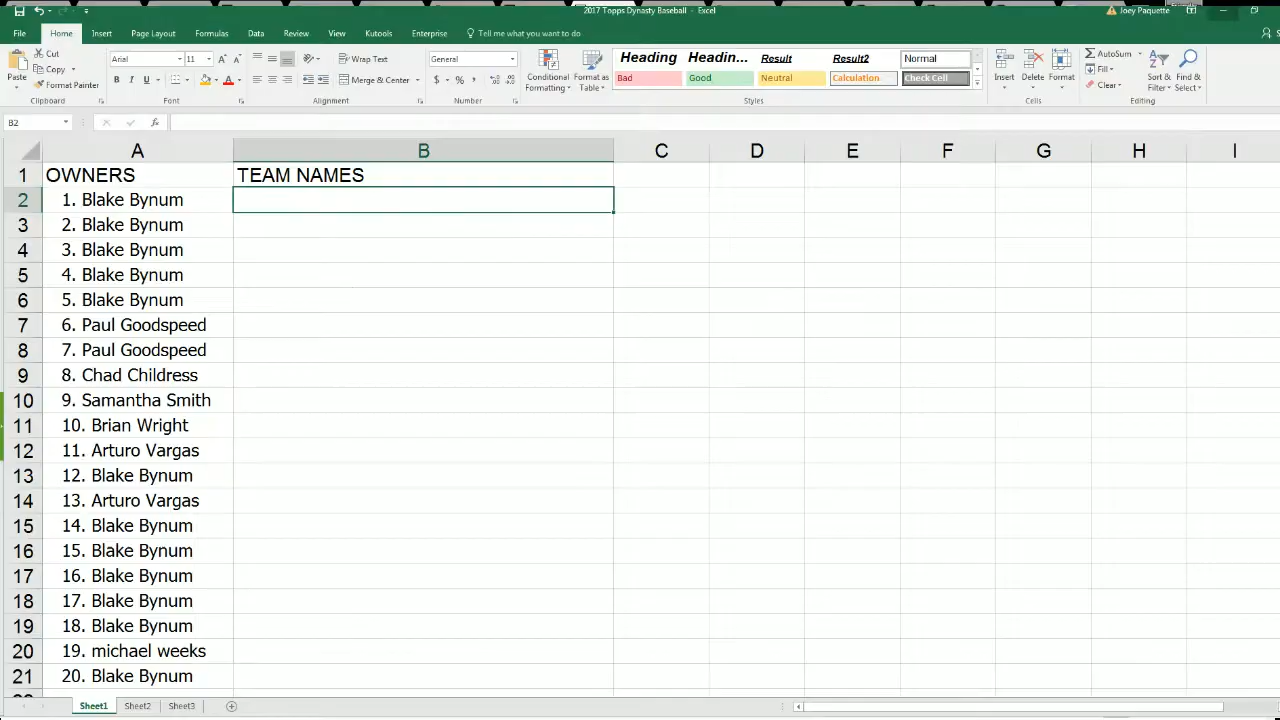 2017 Topps Dynasty Baseball - Excel
Joey Paquette
File Home Insert Page Layout Formulas Data Review View Kutools Enterprise Tell me what you want to do
Paste
Cut
Copy
Format Painter
Clipboard
Arial 11
B I U
Font
Wrap Text
Merge & Center
Alignment
General
$ % ,
Number
Conditional Formatting
Format as Table
Heading Headin... Result Result2 Normal
Bad Good Neutral Calculation Check Cell
Styles
Insert Delete Format
Cells
AutoSum
Fill
Clear
Sort & Filter
Find & Select
Editing
B2 fx
A B C D E F G H I
1 OWNERS TEAM NAMES
2 1. Blake Bynum
3 2. Blake Bynum
4 3. Blake Bynum
5 4. Blake Bynum
6 5. Blake Bynum
7 6. Paul Goodspeed
8 7. Paul Goodspeed
9 8. Chad Childress
10 9. Samantha Smith
11 10. Brian Wright
12 11. Arturo Vargas
13 12. Blake Bynum
14 13. Arturo Vargas
15 14. Blake Bynum
16 15. Blake Bynum
17 16. Blake Bynum
18 17. Blake Bynum
19 18. Blake Bynum
20 19. michael weeks
21 20. Blake Bynum
Sheet1 Sheet2 Sheet3